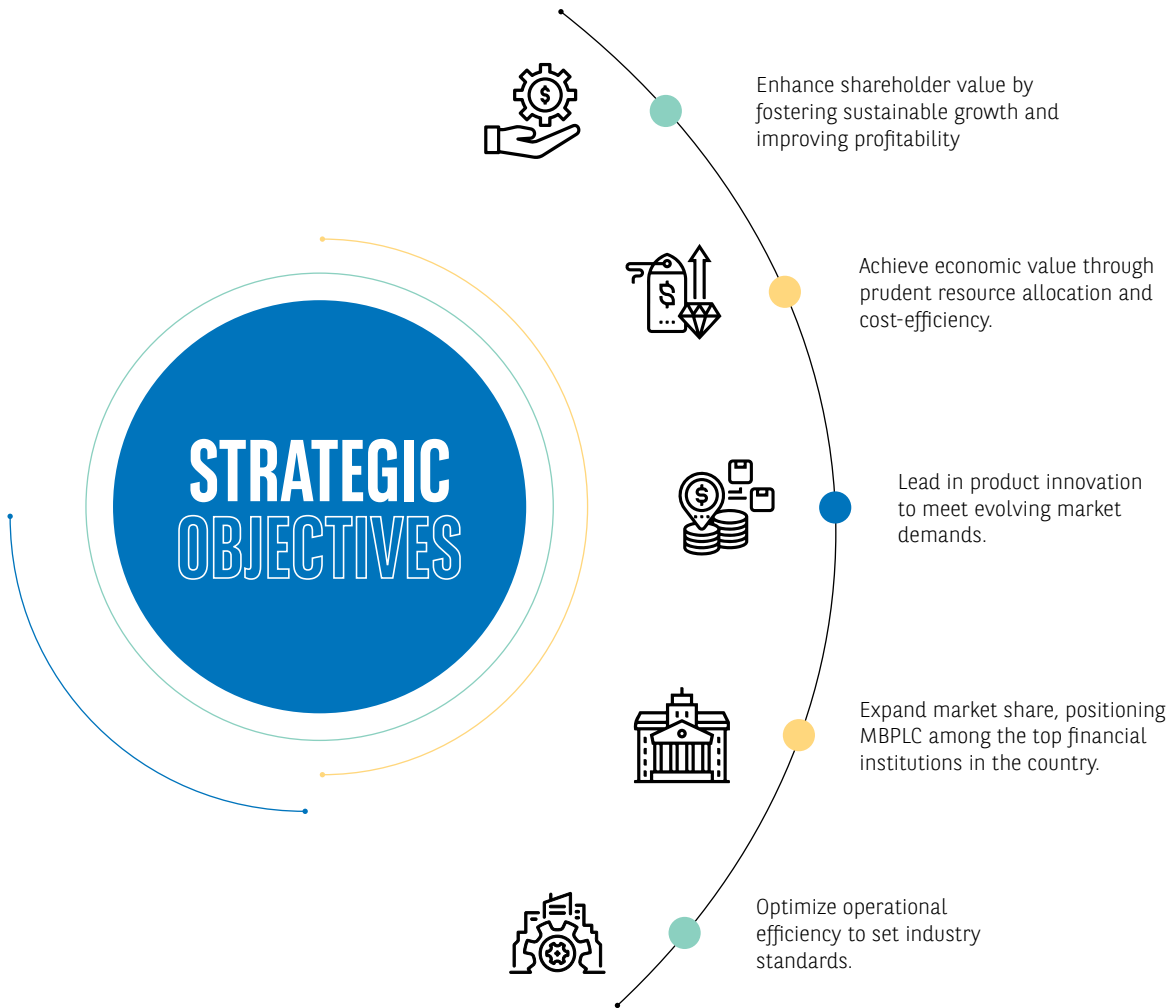 STRATEGIC
OBJECTIVES
Enhance shareholder value by
fostering sustainable growth and
improving profitability
Achieve economic value through
prudent resource allocation and
cost-efficiency.
Lead in product innovation
to meet evolving market
demands.
Expand market share, positioning
MBPLC among the top financial
institutions in the country.
Optimize operational
efficiency to set industry
standards.